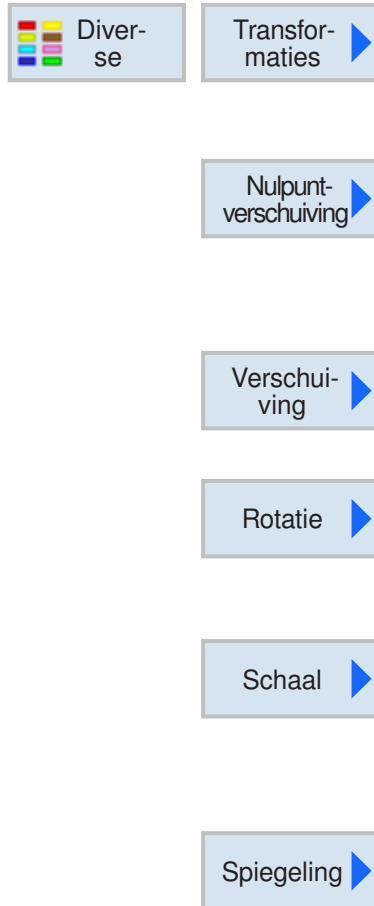 Diver-
se
Transfor-
maties
Nulpunt-
verschuiving
Verschui-
ving
Rotatie
Schaal
Spiegeling